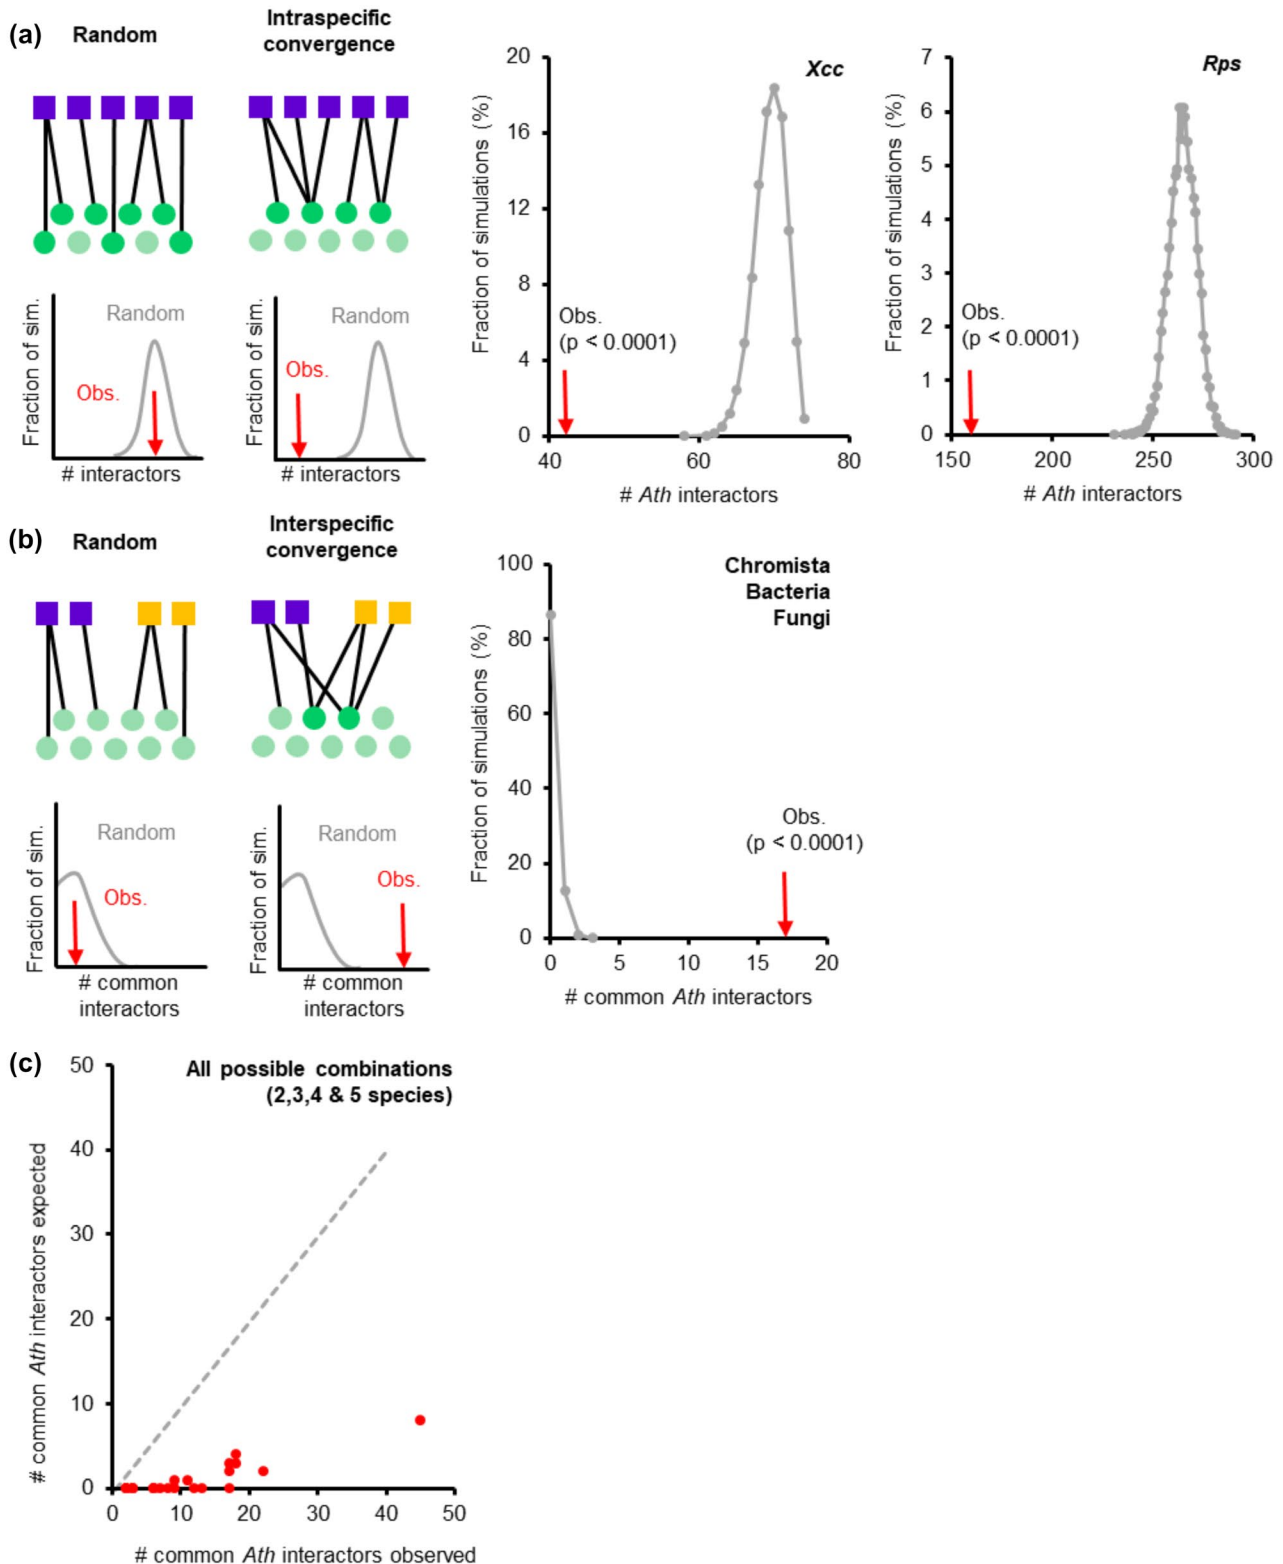 (a)
Random
Intraspecific
convergence
Fraction of sim.
Random
Obs.
# interactors
Fraction of sim.
Random
Obs.
# interactors
Xcc
Fraction of simulations (%)
20
16
12
8
4
0
Obs.
(p < 0.0001)
40
60
80
# Ath interactors
Rps
Fraction of simulations (%)
7
6
5
4
3
2
1
0
Obs.
(p < 0.0001)
150
200
250
300
# Ath interactors
(b)
Random
Interspecific
convergence
Fraction of sim.
Random
Obs.
# common
interactors
Fraction of sim.
Random
Obs.
# common
interactors
Chromista
Bacteria
Fungi
Fraction of simulations (%)
100
80
60
40
20
0
Obs.
(p < 0.0001)
0
5
10
15
20
# common Ath interactors
(c)
All possible combinations
(2,3,4 & 5 species)
# common Ath interactors expected
50
40
30
20
10
0
0
10
20
30
40
50
# common Ath interactors observed